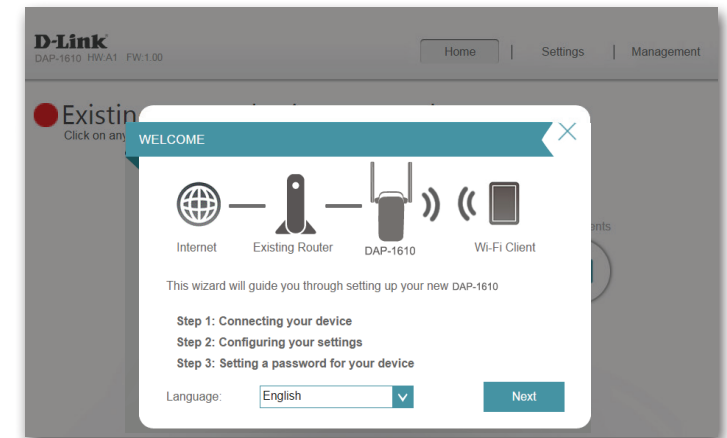 D-Link
DAP-1610 HW:A1 FW:1.00
Home | Settings | Management
Existin
Click on any
WELCOME
Internet Existing Router DAP-1610 Wi-Fi Client
This wizard will guide you through setting up your new DAP-1610
Step 1: Connecting your device
Step 2: Configuring your settings
Step 3: Setting a password for your device
Language: English Next